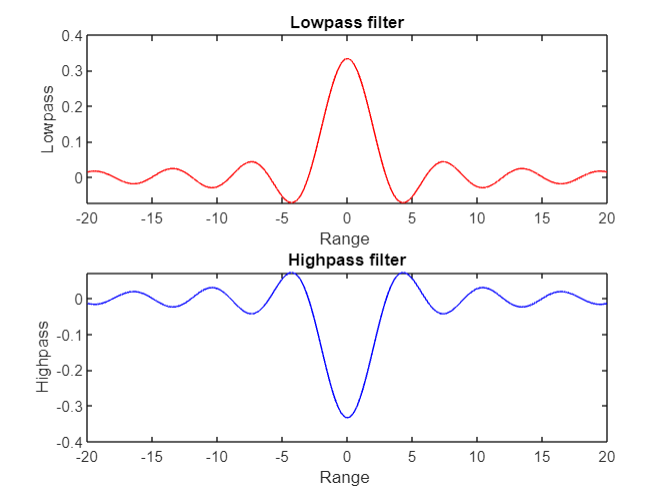 Lowpass filter
0.4
0.3
0.2
0.1
0
Lowpass
-20 -15 -10 -5 0 5 10 15 20
Range
Highpass filter
0
-0.1
-0.2
-0.3
-0.4
Highpass
-20 -15 -10 -5 0 5 10 15 20
Range